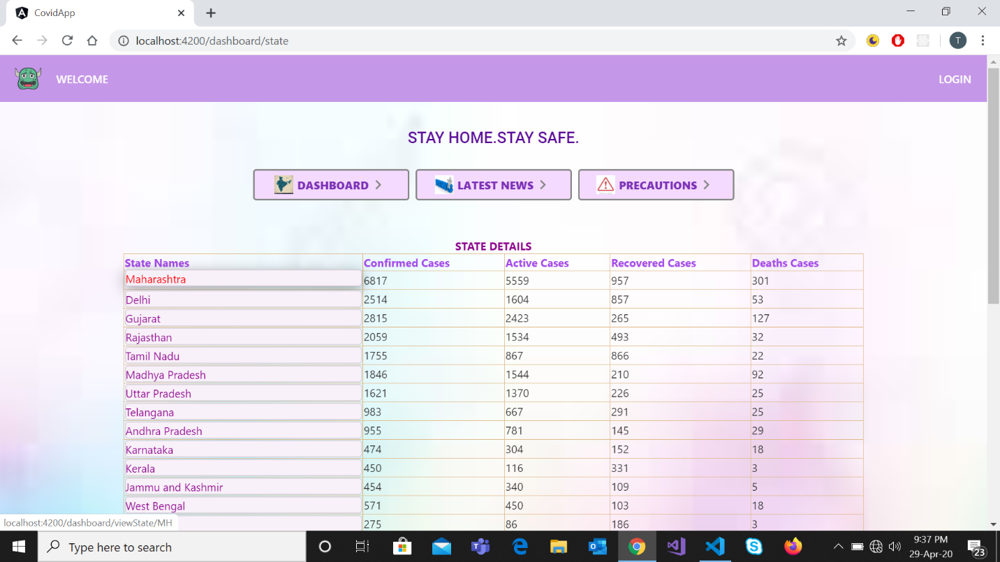 CovidApp
localhost:4200/dashboard/state
T
WELCOME
LOGIN
STAY HOME.STAY SAFE.
DASHBOARD
LATEST NEWS
PRECAUTIONS
STATE DETAILS
State Names Confirmed Cases Active Cases Recovered Cases Deaths Cases
Maharashtra 6817 5559 957 301
Delhi 2514 1604 857 53
Gujarat 2815 2423 265 127
Rajasthan 2059 1534 493 32
Tamil Nadu 1755 867 866 22
Madhya Pradesh 1846 1544 210 92
Uttar Pradesh 1621 1370 226 25
Telangana 983 667 291 25
Andhra Pradesh 955 781 145 29
Karnataka 474 304 152 18
Kerala 450 116 331 3
Jammu and Kashmir 454 340 109 5
West Bengal 571 450 103 18
275 86 186 3
localhost:4200/dashboard/viewState/MH
Type here to search
9:37 PM
29-Apr-20
23